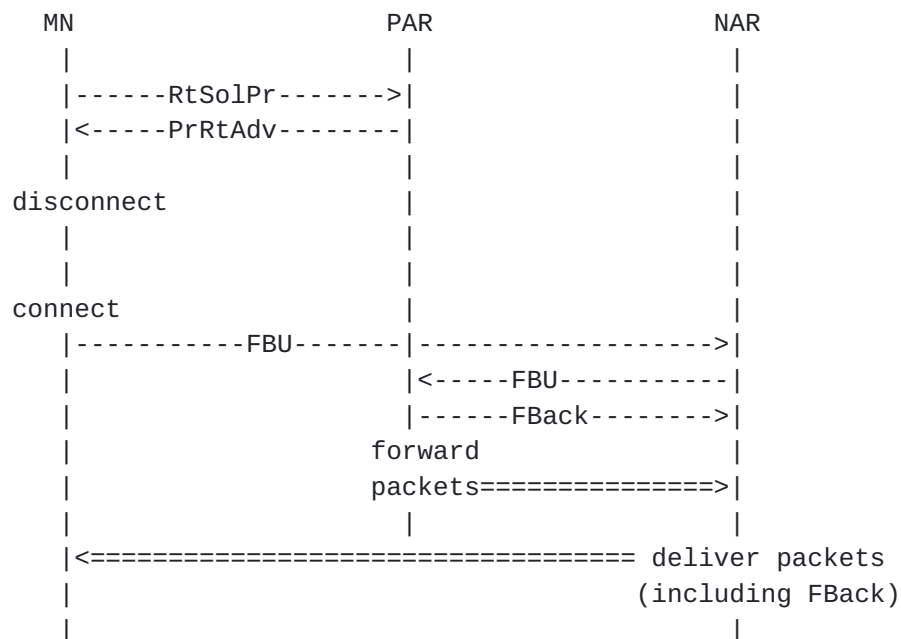 MN                    PAR                  NAR
|                     |                    |
|------RtSolPr------->|                    |
|<-----PrRtAdv--------|                    |
|                     |                    |
disconnect            |                    |
|                     |                    |
|                     |                    |
connect               |                    |
|-----------FBU-------|------------------->|
|                     |<-----FBU-----------|
|                     |------FBack-------->|
|                   forward                |
|                   packets===============>|
|                     |                    |
|<=================================== deliver packets
|                                    (including FBack)
|                                          |